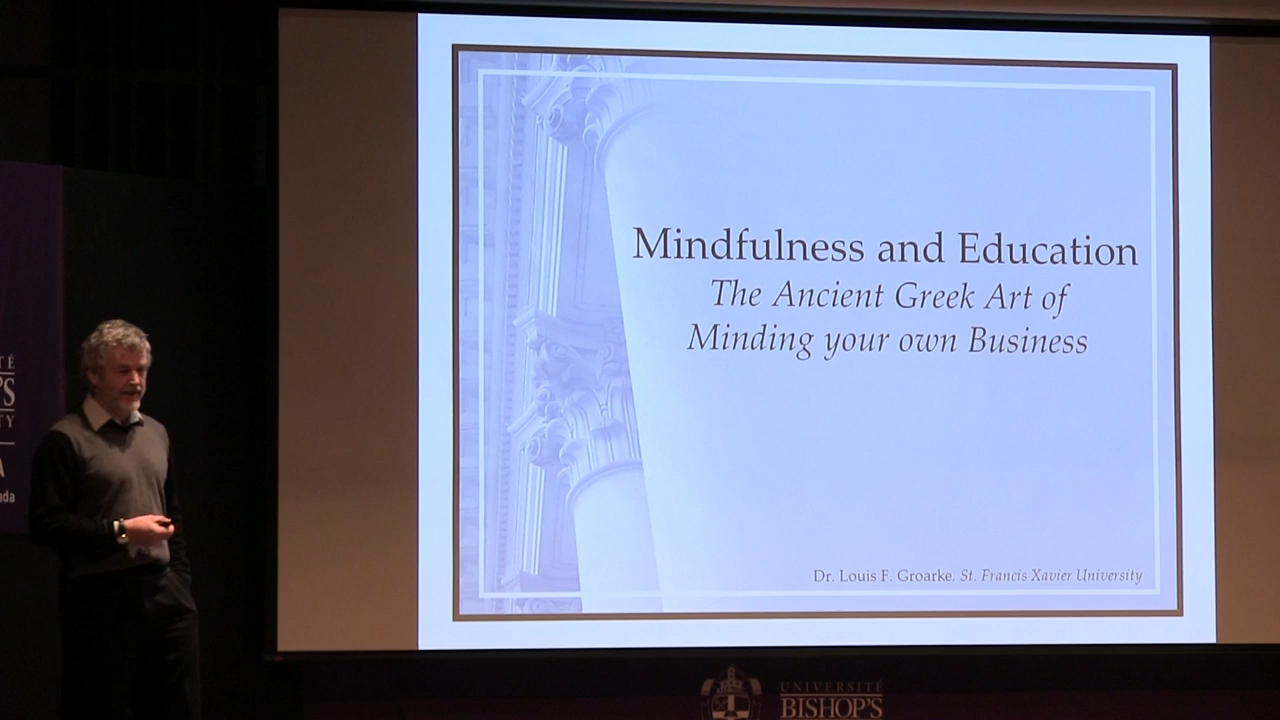 Mindfulness and Education
The Ancient Greek Art of
Minding your own Business
Dr. Louis F. Groarke, St. Francis Xavier University
UNIVERSITÉ
BISHOP'S